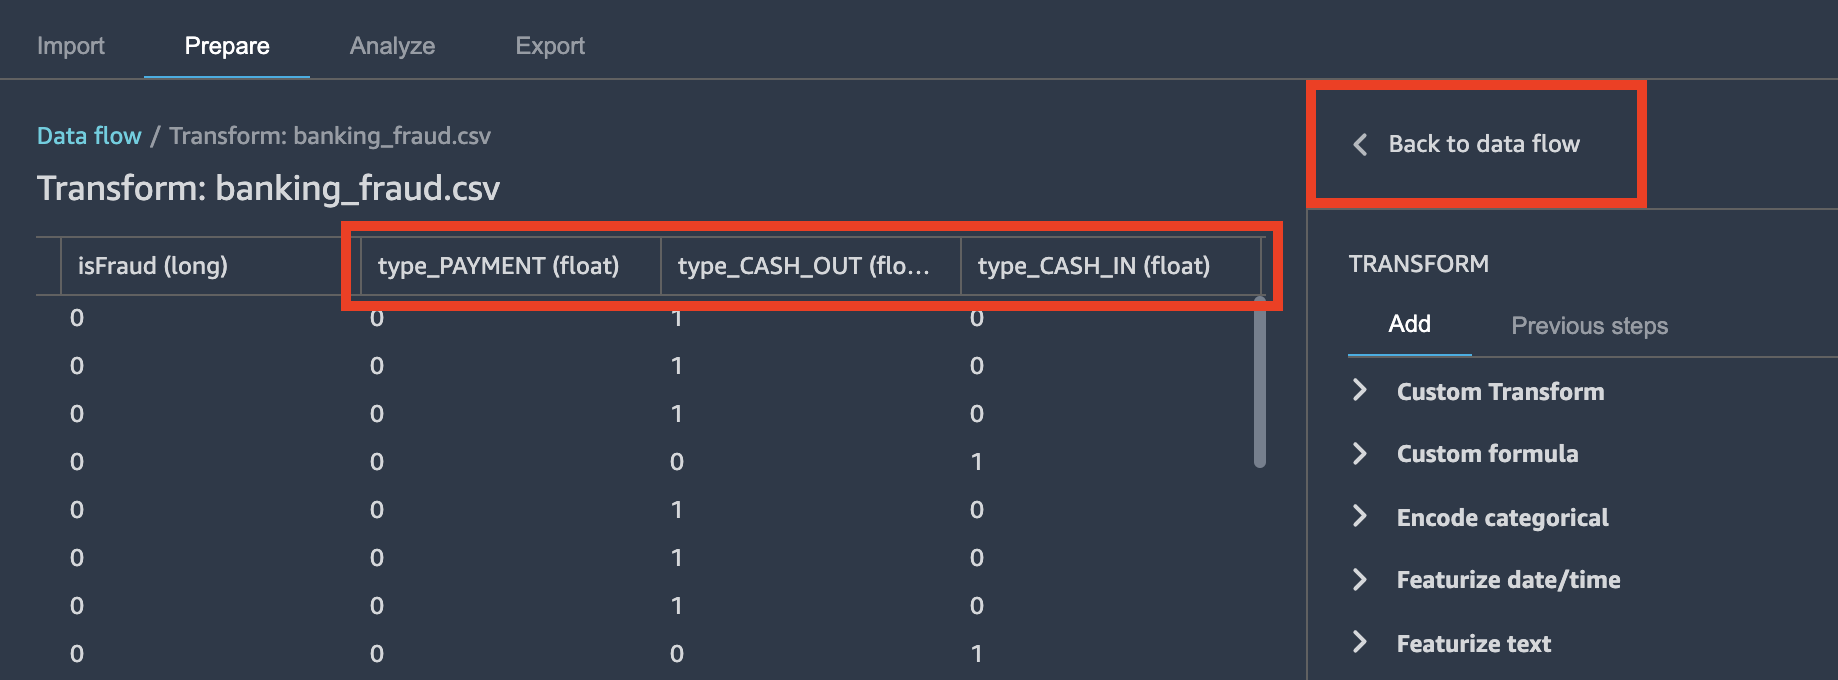 Import Prepare Analyze Export
Data flow / Transform: banking_fraud.csv
Back to data flow
Transform: banking_fraud.csv
isFraud (long) type_PAYMENT (float) type_CASH_OUT (flo... type_CASH_IN (float)
0 0 1 0
0 0 1 0
0 0 1 0
0 0 0 1
0 0 1 0
0 0 1 0
0 0 1 0
0 0 0 1
TRANSFORM
Add Previous steps
Custom Transform
Custom formula
Encode categorical
Featurize date/time
Featurize text